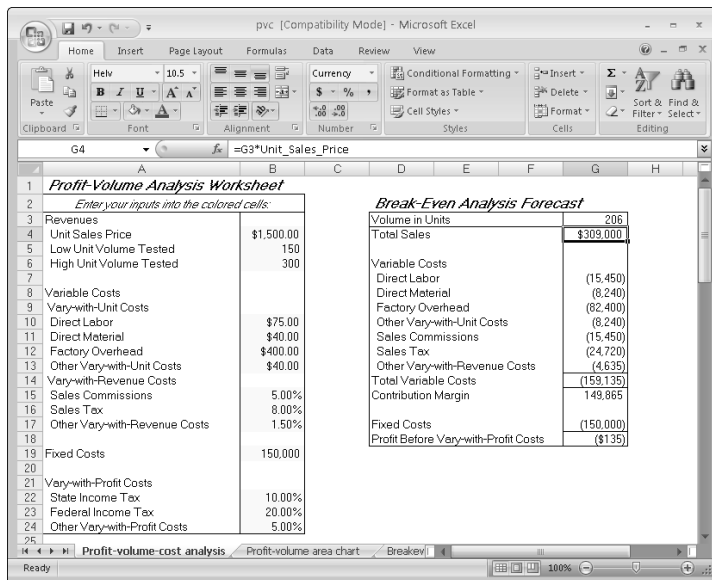 pvc [Compatibility Mode] - Microsoft Excel
Home Insert Page Layout Formulas Data Review View
Paste
Helv 10.5
B I U A A
Currency
$ % ,
Conditional Formatting
Format as Table
Cell Styles
Insert
Delete
Format
Σ
Sort & Filter
Find & Select
Clipboard Font Alignment Number Styles Cells Editing
G4 fx =G3*Unit_Sales_Price
A B C D E F G H
1 Profit-Volume Analysis Worksheet
2 Enter your inputs into the colored cells: Break-Even Analysis Forecast
3 Revenues Volume in Units 206
4 Unit Sales Price $1,500.00 Total Sales $309,000
5 Low Unit Volume Tested 150
6 High Unit Volume Tested 300 Variable Costs
7 Direct Labor (15,450)
8 Variable Costs Direct Material (8,240)
9 Vary-with-Unit Costs Factory Overhead (82,400)
10 Direct Labor $75.00 Other Vary-with-Unit Costs (8,240)
11 Direct Material $40.00 Sales Commissions (15,450)
12 Factory Overhead $400.00 Sales Tax (24,720)
13 Other Vary-with-Unit Costs $40.00 Other Vary-with-Revenue Costs (4,635)
14 Vary-with-Revenue Costs Total Variable Costs (159,135)
15 Sales Commissions 5.00% Contribution Margin 149,865
16 Sales Tax 8.00%
17 Other Vary-with-Revenue Costs 1.50% Fixed Costs (150,000)
18 Profit Before Vary-with-Profit Costs ($135)
19 Fixed Costs 150,000
20
21 Vary-with-Profit Costs
22 State Income Tax 10.00%
23 Federal Income Tax 20.00%
24 Other Vary-with-Profit Costs 5.00%
25
Profit-volume-cost analysis Profit-volume area chart Breakev
Ready 100%